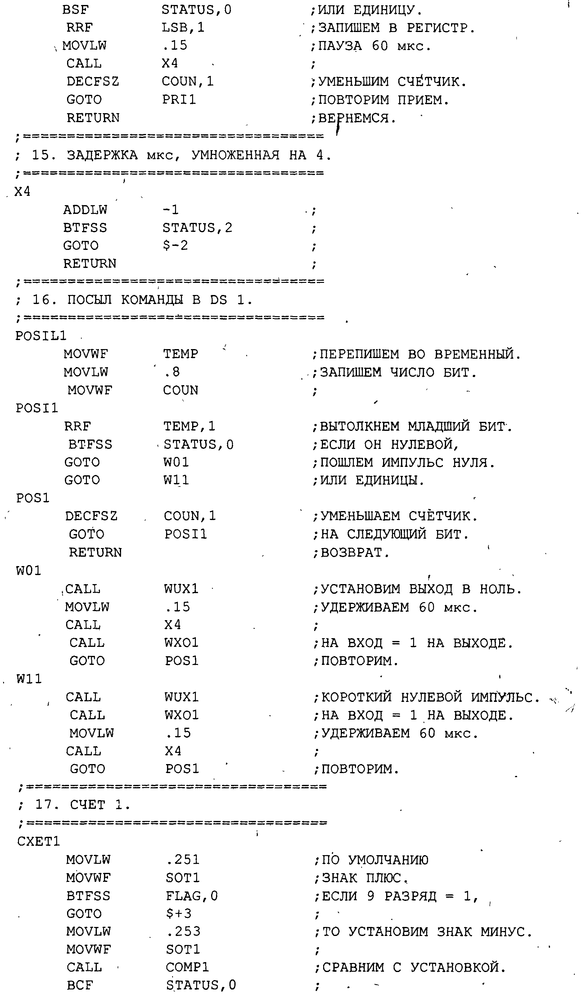 BSF STATUS,0 ;ИЛИ ЕДИНИЦУ.
RRF LSB,1 ;ЗАПИШЕМ В РЕГИСТР.
MOVLW .15 ;ПАУЗА 60 мкс.
CALL X4 ;
DECFSZ COUN,1 ;УМЕНЬШИМ СЧЁТЧИК.
GOTO PRI1 ;ПОВТОРИМ ПРИЕМ.
RETURN ;ВЕРНЕМСЯ.
;==================================
; 15. ЗАДЕРЖКА мкс, УМНОЖЕННАЯ НА 4.
;==================================
X4
ADDLW -1 ;
BTFSS STATUS,2 ;
GOTO $-2 ;
RETURN ;
;==================================
; 16. ПОСЫЛ КОМАНДЫ В DS 1.
;==================================
POSIL1
MOVWF TEMP ;ПЕРЕПИШЕМ ВО ВРЕМЕННЫЙ.
MOVLW .8 ;ЗАПИШЕМ ЧИСЛО БИТ.
MOVWF COUN ;
POSI1
RRF TEMP,1 ;ВЫТОЛКНЕМ МЛАДШИЙ БИТ.
BTFSS STATUS,0 ;ЕСЛИ ОН НУЛЕВОЙ,
GOTO W01 ;ПОШЛЕМ ИМПУЛЬС НУЛЯ.
GOTO W11 ;ИЛИ ЕДИНИЦЫ.
POS1
DECFSZ COUN,1 ;УМЕНЬШАЕМ СЧЁТЧИК.
GOTO POSI1 ;НА СЛЕДУЮЩИЙ БИТ.
RETURN ;ВОЗВРАТ.
W01
CALL WUX1 ;УСТАНОВИМ ВЫХОД В НОЛЬ.
MOVLW .15 ;УДЕРЖИВАЕМ 60 мкс.
CALL X4 ;
CALL WXO1 ;НА ВХОД = 1 НА ВЫХОДЕ.
GOTO POS1 ;ПОВТОРИМ.
W11
CALL WUX1 ;КОРОТКИЙ НУЛЕВОЙ ИМПУЛЬС.
CALL WXO1 ;НА ВХОД = 1 НА ВЫХОДЕ.
MOVLW .15 ;УДЕРЖИВАЕМ 60 мкс.
CALL X4 ;
GOTO POS1 ;ПОВТОРИМ.
;==================================
; 17. СЧЕТ 1.
;==================================
CXET1
MOVLW .251 ;ПО УМОЛЧАНИЮ
MOVWF SOT1 ;ЗНАК ПЛЮС.
BTFSS FLAG,0 ;ЕСЛИ 9 РАЗРЯД = 1,
GOTO $+3 ;
MOVLW .253 ;ТО УСТАНОВИМ ЗНАК МИНУС.
MOVWF SOT1 ;
CALL COMP1 ;СРАВНИМ С УСТАНОВКОЙ.
BCF STATUS,0 ;